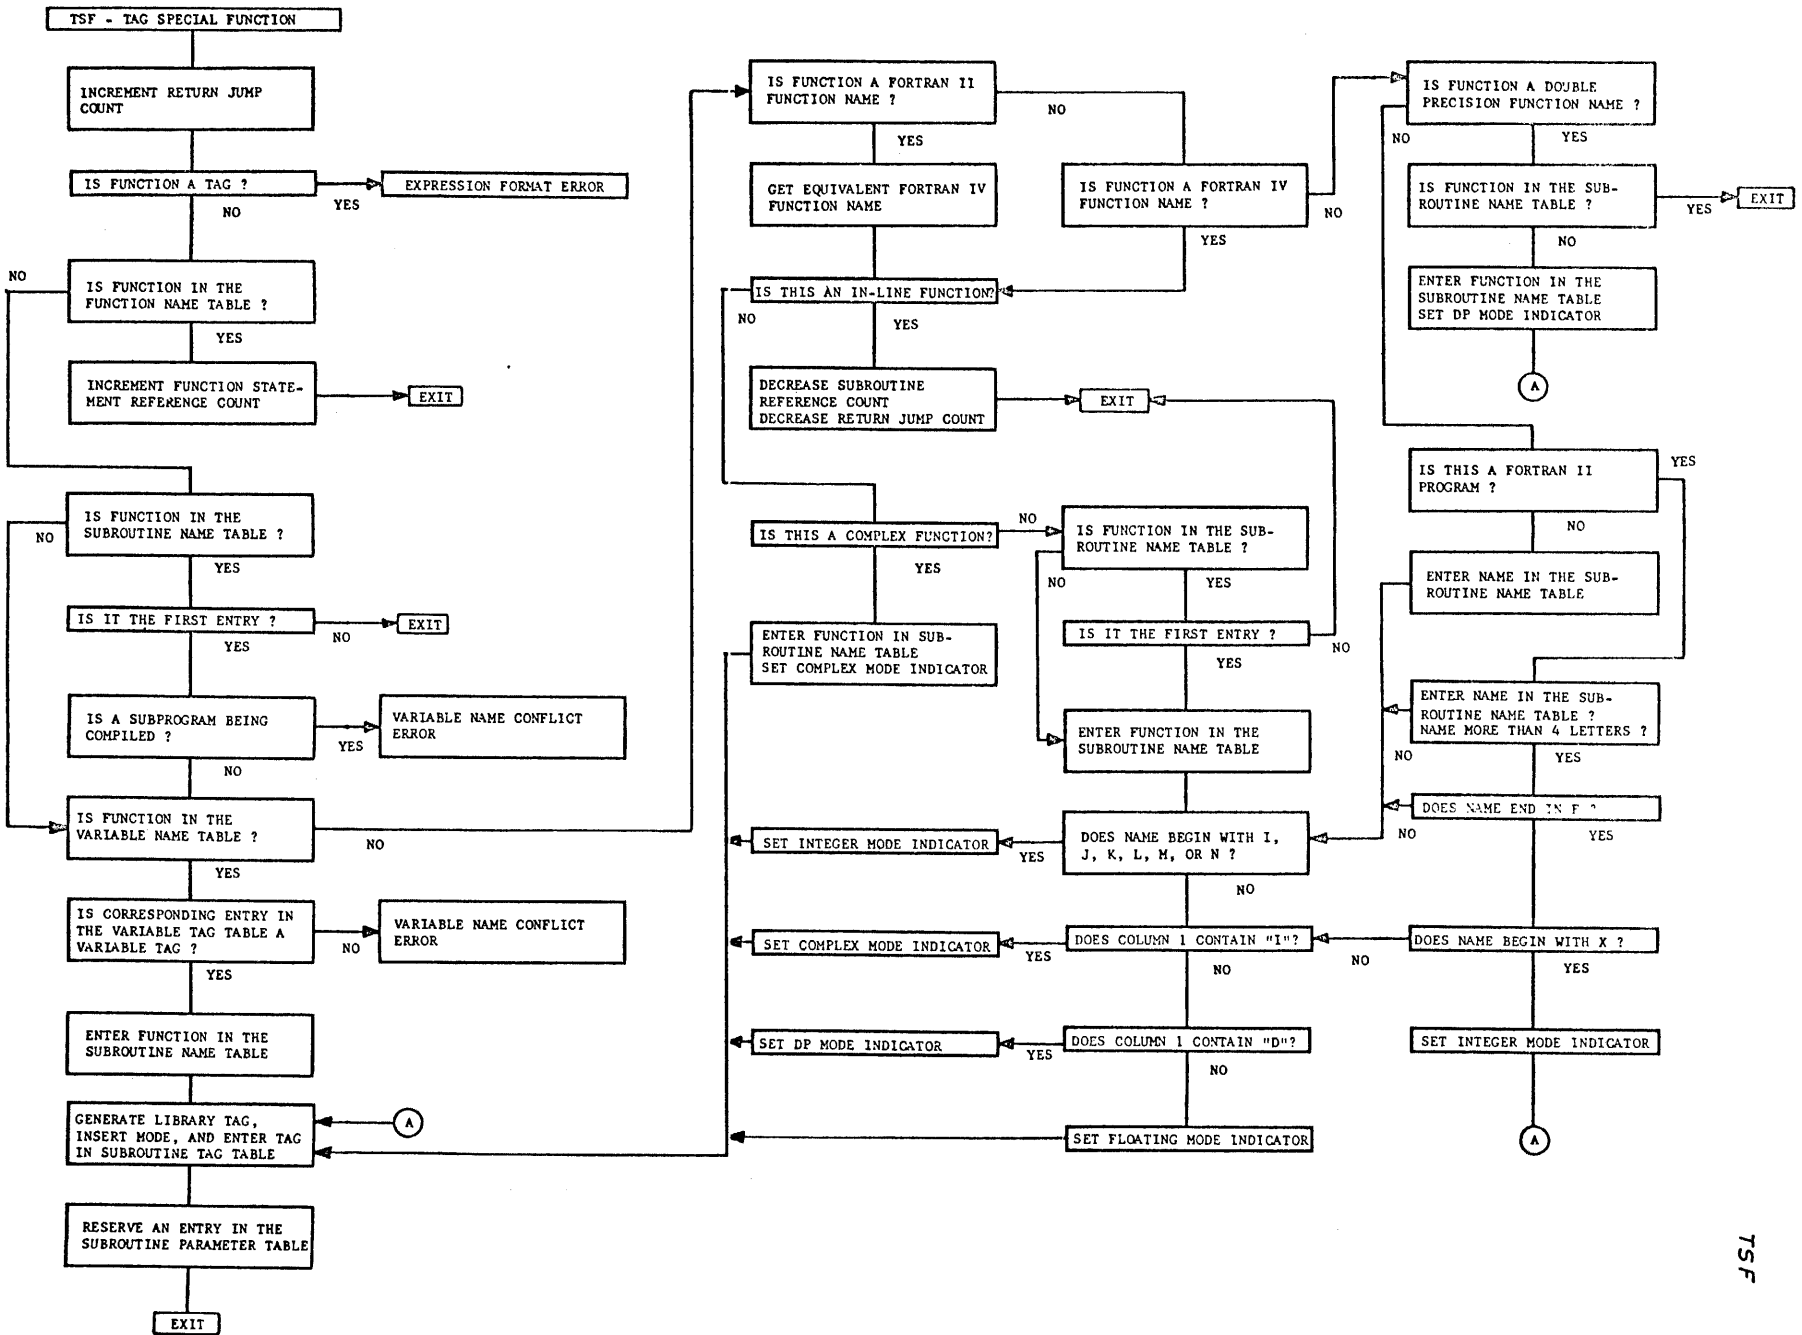 TSF - TAG SPECIAL FUNCTION
INCREMENT RETURN JUMP
COUNT
IS FUNCTION A TAG ?
YES
EXPRESSION FORMAT ERROR
NO
IS FUNCTION IN THE
FUNCTION NAME TABLE ?
NO
YES
INCREMENT FUNCTION STATE-
MENT REFERENCE COUNT
EXIT
IS FUNCTION IN THE
SUBROUTINE NAME TABLE ?
NO
YES
IS IT THE FIRST ENTRY ?
NO
EXIT
YES
IS A SUBPROGRAM BEING
COMPILED ?
YES
VARIABLE NAME CONFLICT
ERROR
NO
IS FUNCTION IN THE
VARIABLE NAME TABLE ?
NO
YES
IS CORRESPONDING ENTRY IN
THE VARIABLE TAG TABLE A
VARIABLE TAG ?
NO
VARIABLE NAME CONFLICT
ERROR
YES
ENTER FUNCTION IN THE
SUBROUTINE NAME TABLE
GENERATE LIBRARY TAG,
INSERT MODE, AND ENTER TAG
IN SUBROUTINE TAG TABLE
A
RESERVE AN ENTRY IN THE
SUBROUTINE PARAMETER TABLE
EXIT
IS FUNCTION A FORTRAN II
FUNCTION NAME ?
NO
YES
GET EQUIVALENT FORTRAN IV
FUNCTION NAME
IS FUNCTION A FORTRAN IV
FUNCTION NAME ?
NO
YES
IS THIS AN IN-LINE FUNCTION?
NO
YES
DECREASE SUBROUTINE
REFERENCE COUNT
DECREASE RETURN JUMP COUNT
EXIT
IS THIS A COMPLEX FUNCTION?
NO
YES
ENTER FUNCTION IN SUB-
ROUTINE NAME TABLE
SET COMPLEX MODE INDICATOR
IS FUNCTION IN THE SUB-
ROUTINE NAME TABLE ?
NO
YES
IS IT THE FIRST ENTRY ?
NO
YES
ENTER FUNCTION IN THE
SUBROUTINE NAME TABLE
DOES NAME BEGIN WITH I,
J, K, L, M, OR N ?
YES
SET INTEGER MODE INDICATOR
NO
DOES COLUMN 1 CONTAIN "I"?
YES
SET COMPLEX MODE INDICATOR
NO
DOES COLUMN 1 CONTAIN "D"?
YES
SET DP MODE INDICATOR
NO
SET FLOATING MODE INDICATOR
IS FUNCTION A DOUBLE
PRECISION FUNCTION NAME ?
NO
YES
IS FUNCTION IN THE SUB-
ROUTINE NAME TABLE ?
YES
EXIT
NO
ENTER FUNCTION IN THE
SUBROUTINE NAME TABLE
SET DP MODE INDICATOR
A
IS THIS A FORTRAN II
PROGRAM ?
YES
NO
ENTER NAME IN THE SUB-
ROUTINE NAME TABLE
ENTER NAME IN THE SUB-
ROUTINE NAME TABLE ?
NAME MORE THAN 4 LETTERS ?
NO
YES
DOES NAME END IN F ?
NO
YES
DOES NAME BEGIN WITH X ?
NO
YES
SET INTEGER MODE INDICATOR
A
TSF